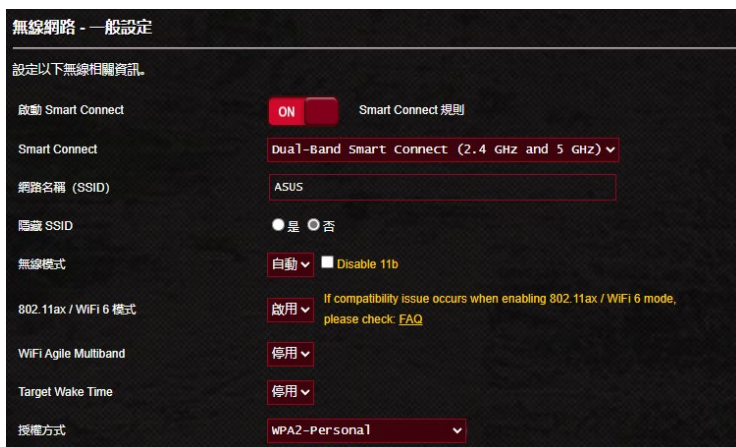 無線網路 - 一般設定
設定以下無線相關資訊。
啟動 Smart Connect ON Smart Connect 規則
Smart Connect Dual-Band Smart Connect (2.4 GHz and 5 GHz)
網路名稱 (SSID) ASUS
隱藏 SSID 是 否
無線模式 自動 Disable 11b
802.11ax / WiFi 6 模式 啟用 If compatibility issue occurs when enabling 802.11ax / WiFi 6 mode,
please check: FAQ
WiFi Agile Multiband 停用
Target Wake Time 停用
授權方式 WPA2-Personal